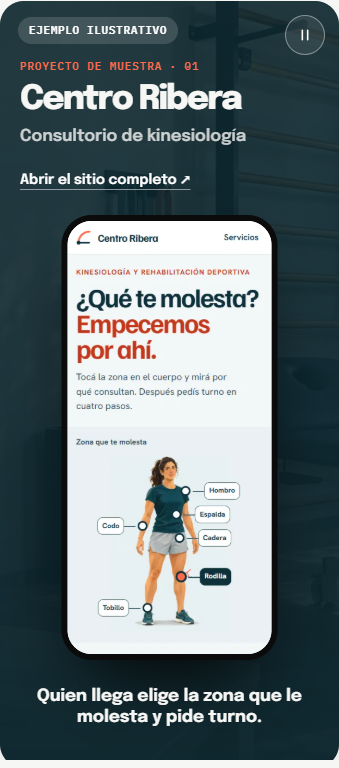 EJEMPLO ILUSTRATIVO
PROYECTO DE MUESTRA · 01
Centro Ribera
Consultorio de kinesiología
Abrir el sitio completo ↗
Centro Ribera
Servicios
KINESIOLOGÍA Y REHABILITACIÓN DEPORTIVA
¿Qué te molesta?
Empecemos
por ahí.
Tocá la zona en el cuerpo y mirá por
qué consultan. Después pedís turno en
cuatro pasos.
Zona que te molesta
Hombro
Espalda
Codo
Cadera
Rodilla
Tobillo
Quien llega elige la zona que le
molesta y pide turno.